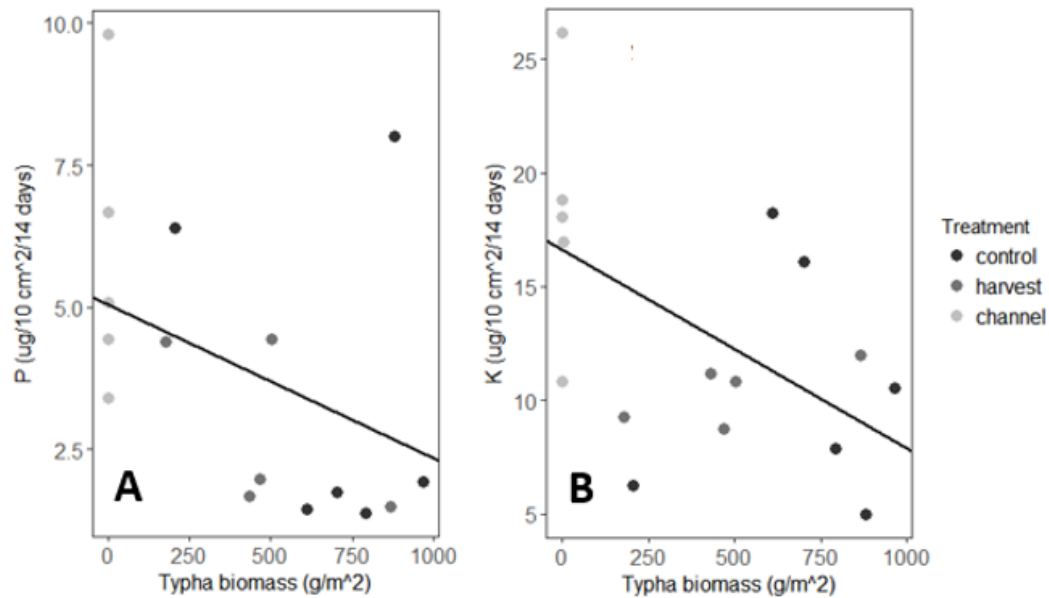 10.0
7.5
5.0
2.5
P (ug/10 cm^2/14 days)
A
0
250
500
750
1000
Typha biomass (g/m^2)
25
20
15
10
5
K (ug/10 cm^2/14 days)
B
0
250
500
750
1000
Typha biomass (g/m^2)
Treatment
control
harvest
channel